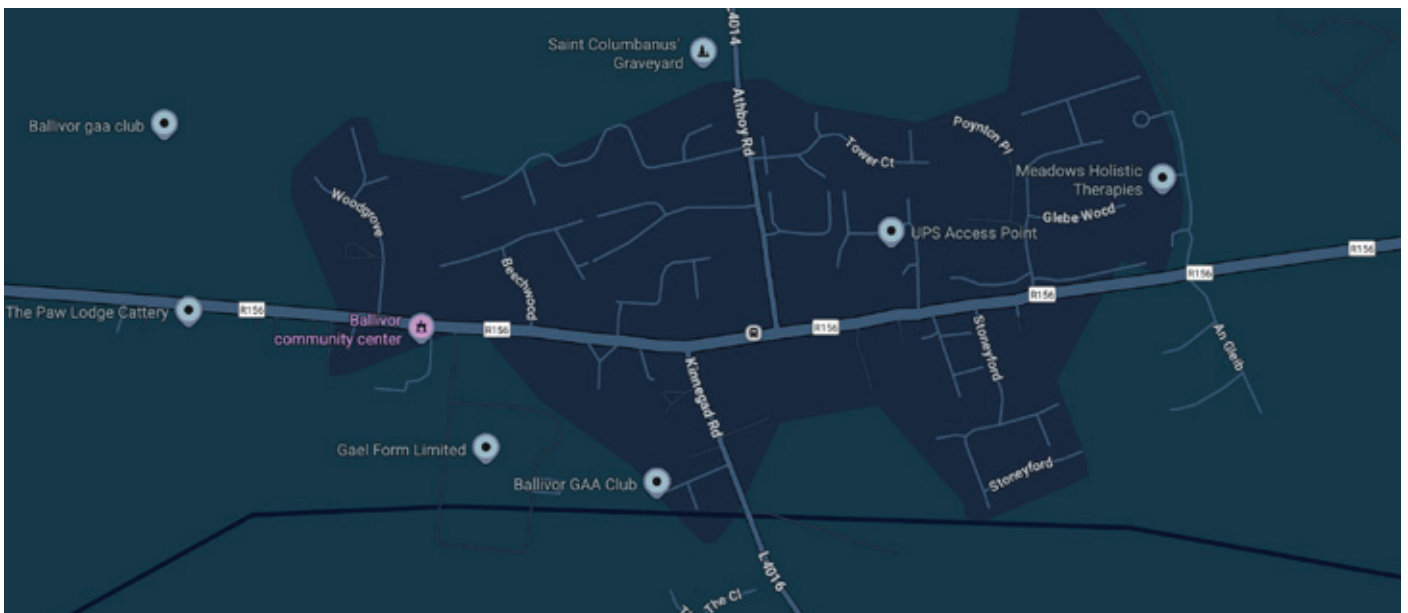 L4014
Saint Columbanus'
Graveyard
Ballivor gaa club
Athboy Rd
Tower Ct
Poynton Pl
Meadows Holistic
Therapies
Woodgrove
Glebe Wood
UPS Access Point
Beechwood
R156
R156
The Paw Lodge Cattery
R156
Ballivor
community center
R156
R156
R156
Stoneyford
An Gleib
Kinnegad Rd
Gael Form Limited
Ballivor GAA Club
Stoneyford
L4016
The Cl